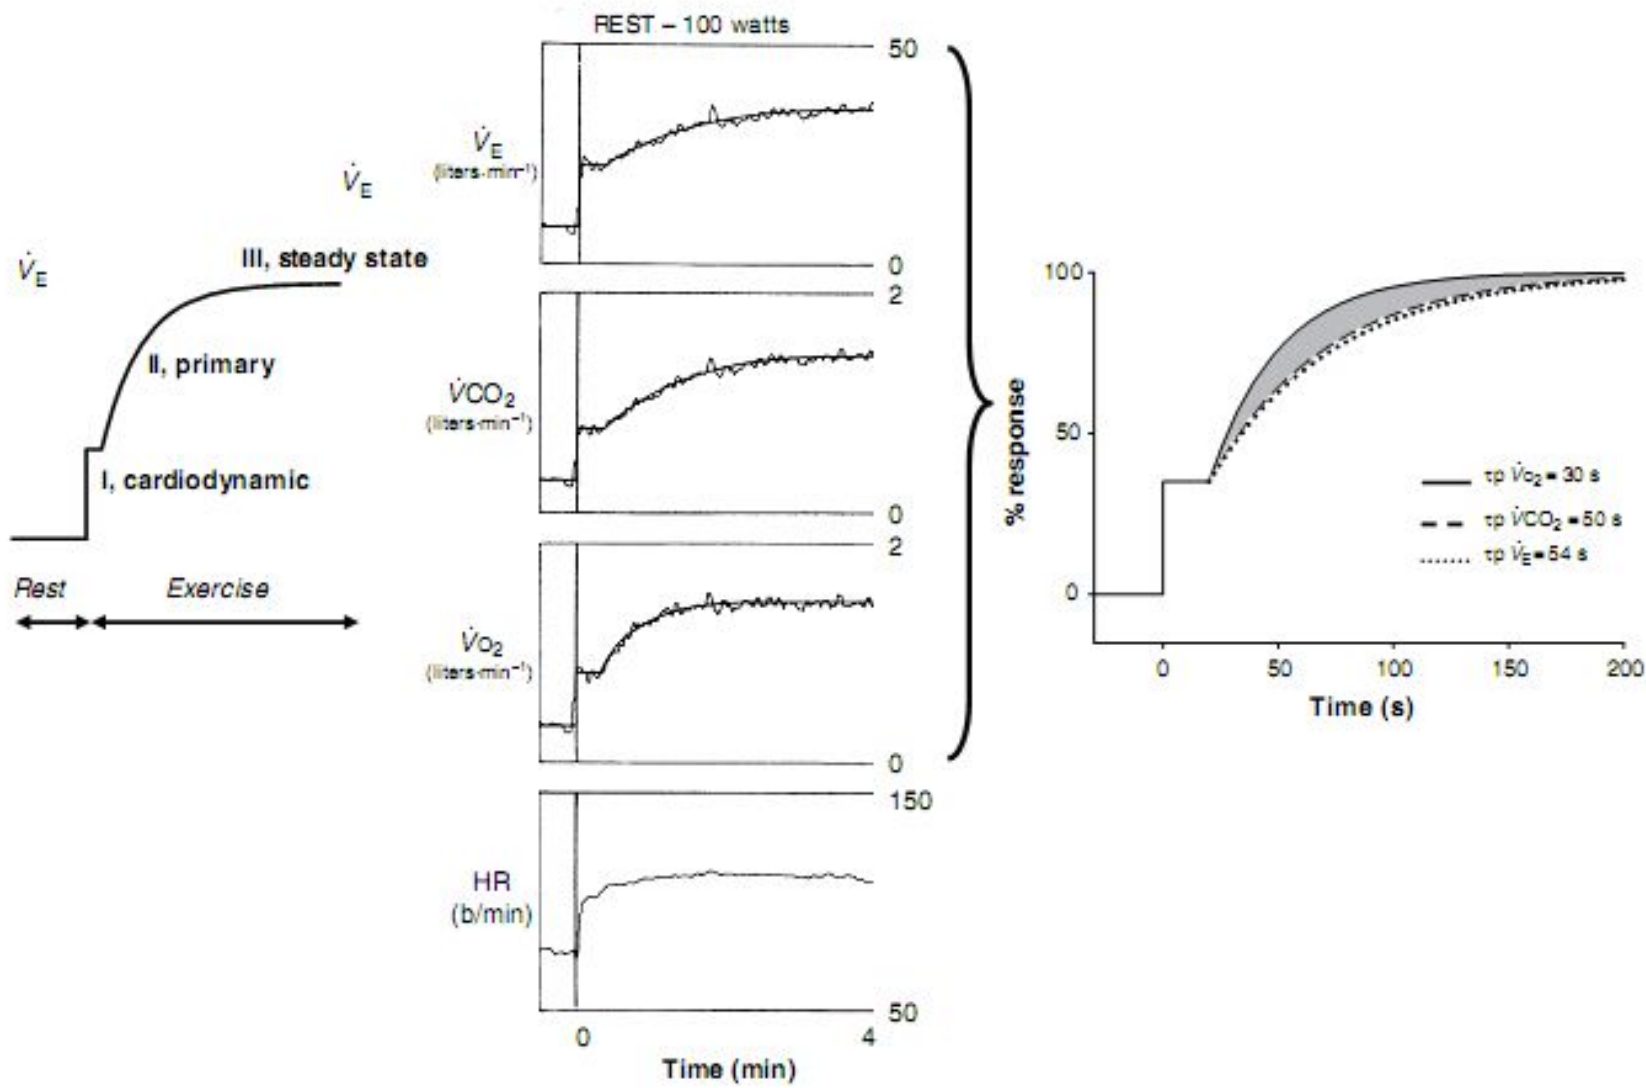 V̇E
III, steady state
II, primary
I, cardiodynamic
Rest
Exercise
V̇E
REST – 100 watts
50
V̇E
(liters·min⁻¹)
0
2
V̇CO₂
(liters·min⁻¹)
0
2
V̇O₂
(liters·min⁻¹)
0
150
HR
(b/min)
50
0
4
Time (min)
% response
100
50
0
τp V̇O₂ = 30 s
τp V̇CO₂ = 50 s
τp V̇E = 54 s
0
50
100
150
200
Time (s)